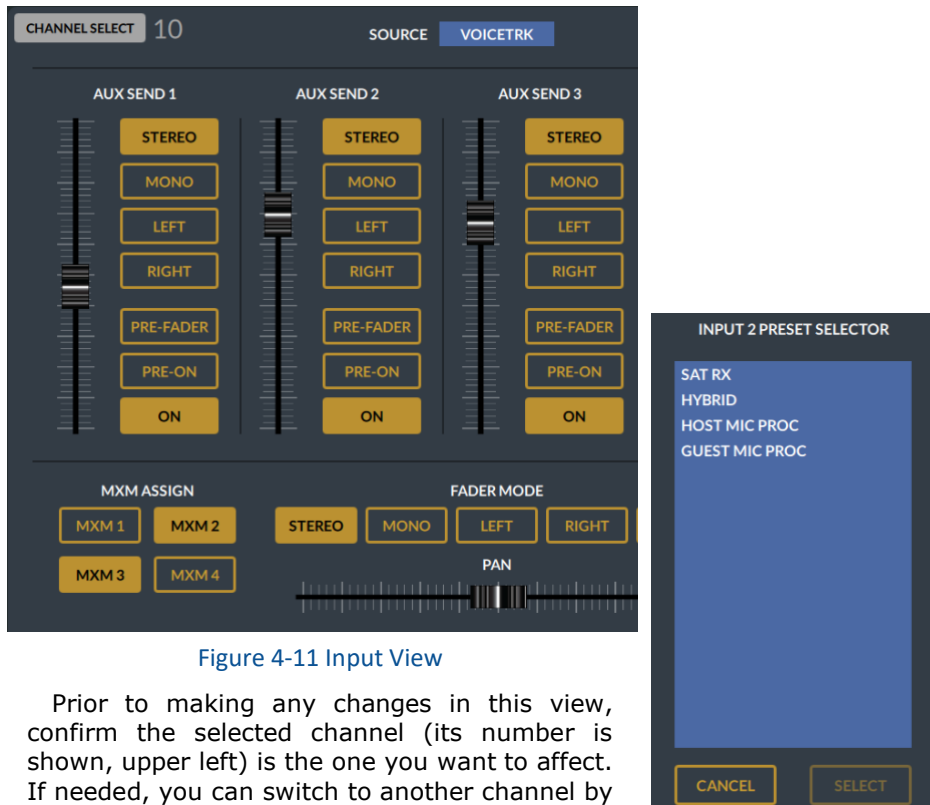 CHANNEL SELECT 10 SOURCE VOICETRK
AUX SEND 1 AUX SEND 2 AUX SEND 3
STEREO STEREO STEREO
MONO MONO MONO
LEFT LEFT LEFT
RIGHT RIGHT RIGHT
PRE-FADER PRE-FADER PRE-FADER
PRE-ON PRE-ON PRE-ON
ON ON ON
MXM ASSIGN FADER MODE
MXM 1 MXM 2 STEREO MONO LEFT RIGHT
MXM 3 MXM 4 PAN
Figure 4-11 Input View
Prior to making any changes in this view,
confirm the selected channel (its number is
shown, upper left) is the one you want to affect.
If needed, you can switch to another channel by
INPUT 2 PRESET SELECTOR
SAT RX
HYBRID
HOST MIC PROC
GUEST MIC PROC
CANCEL SELECT